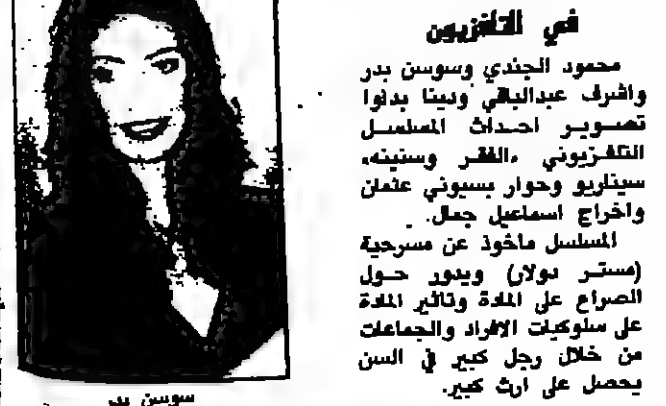 في التلفزيون
محمود الجندي وسوسن بدر
واشرف عبدالباقي ودينا بداوا
تصوير احداث المسلسل
التلفزيوني «الفقر وسنينه»
سيناريو وحوار بسيوني عثمان
واخراج اسماعيل جمال.
المسلسل ماخوذ عن مسرحية
(مستر دولار) ويدور حول
الصراع على المادة وتاثير المادة
على سلوكيات الافراد والجماعات
من خلال رجل كبير في السن
يحصل على ارث كبير.
سوسن بدر